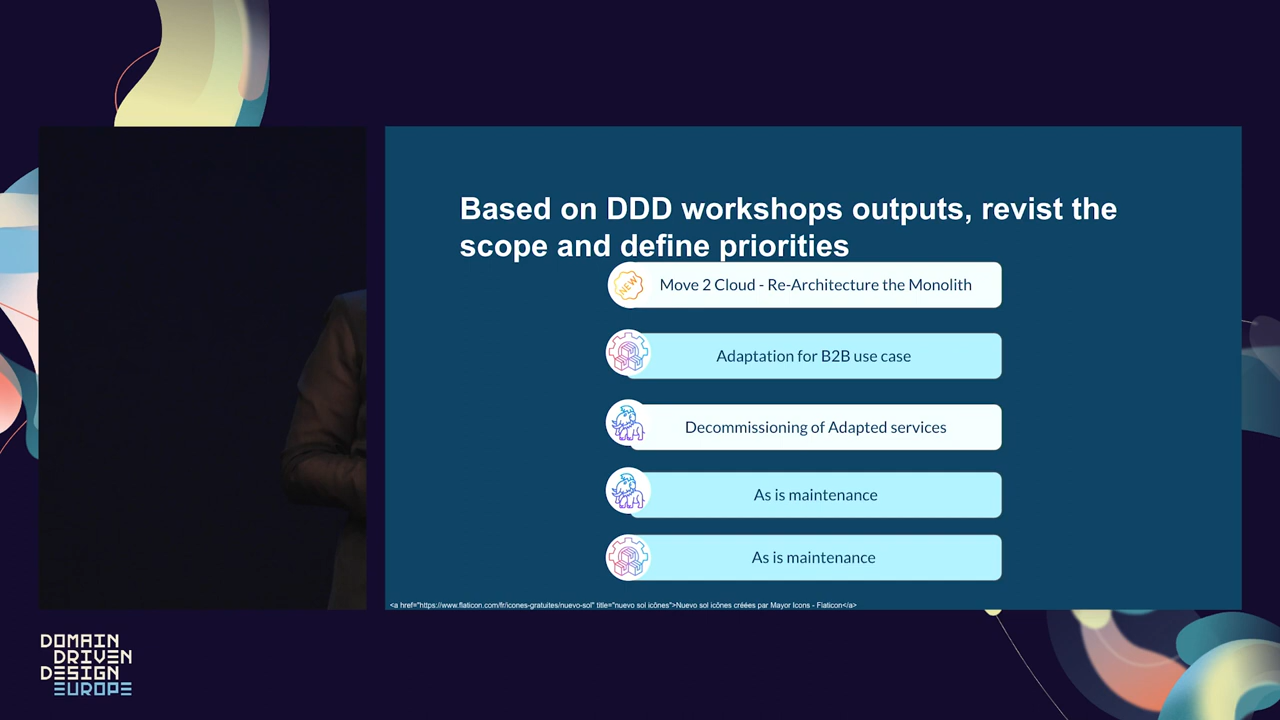 Based on DDD workshops outputs, revist the
scope and define priorities
NEW
Move 2 Cloud - Re-Architecture the Monolith
Adaptation for B2B use case
Decommissioning of Adapted services
As is maintenance
As is maintenance
<a href="https://www.flaticon.com/fr/icones-gratuites/nuevo-sol" title="nuevo sol icônes">Nuevo sol icônes créées par Mayor Icons - Flaticon</a>
DOMAIN
DRIVEN
DESIGN
EUROPE